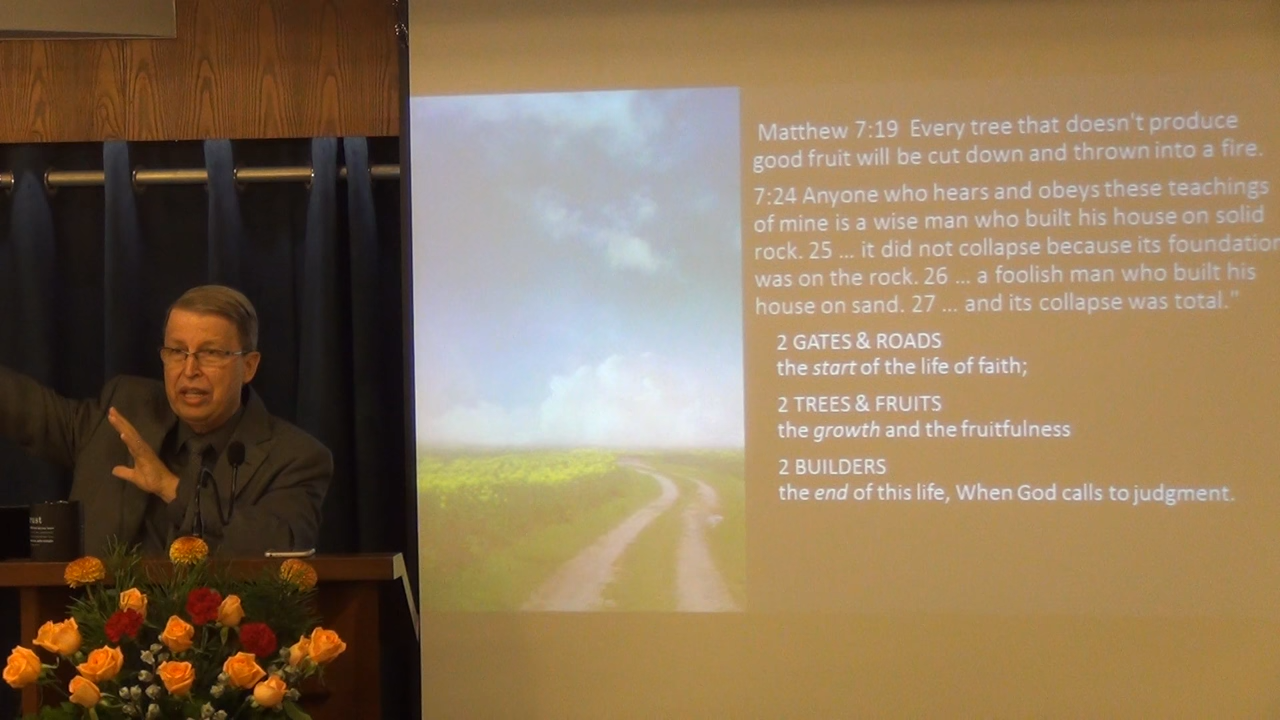 Matthew 7:19 Every tree that doesn't produce
good fruit will be cut down and thrown into a fire.
7:24 Anyone who hears and obeys these teachings
of mine is a wise man who built his house on solid
rock. 25 ... it did not collapse because its foundation
was on the rock. 26 ... a foolish man who built his
house on sand. 27 ... and its collapse was total."
2 GATES & ROADS
the start of the life of faith;
2 TREES & FRUITS
the growth and the fruitfulness
2 BUILDERS
the end of this life, When God calls to judgment.